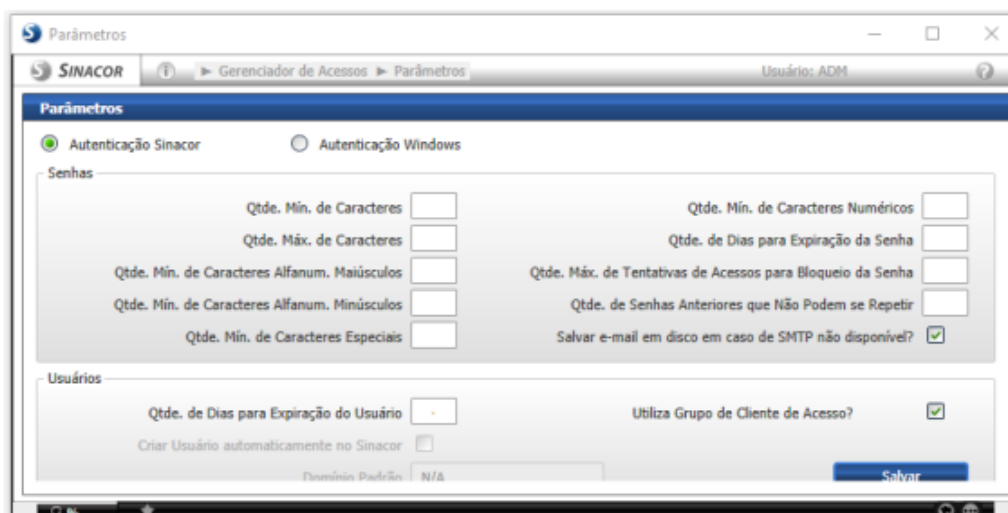 Parâmetros
SINACOR ► Gerenciador de Acessos ► Parâmetros Usuário: ADM
Parâmetros
Autenticação Sinacor Autenticação Windows
Senhas
Qtde. Mín. de Caracteres Qtde. Mín. de Caracteres Numéricos
Qtde. Máx. de Caracteres Qtde. de Dias para Expiração da Senha
Qtde. Mín. de Caracteres Alfanum. Maiúsculos Qtde. Máx. de Tentativas de Acessos para Bloqueio da Senha
Qtde. Mín. de Caracteres Alfanum. Minúsculos Qtde. de Senhas Anteriores que Não Podem se Repetir
Qtde. Mín. de Caracteres Especiais Salvar e-mail em disco em caso de SMTP não disponível?
Usuários
Qtde. de Dias para Expiração do Usuário Utiliza Grupo de Cliente de Acesso?
Criar Usuário automaticamente no Sinacor
Domínio Padrão N/A Salvar